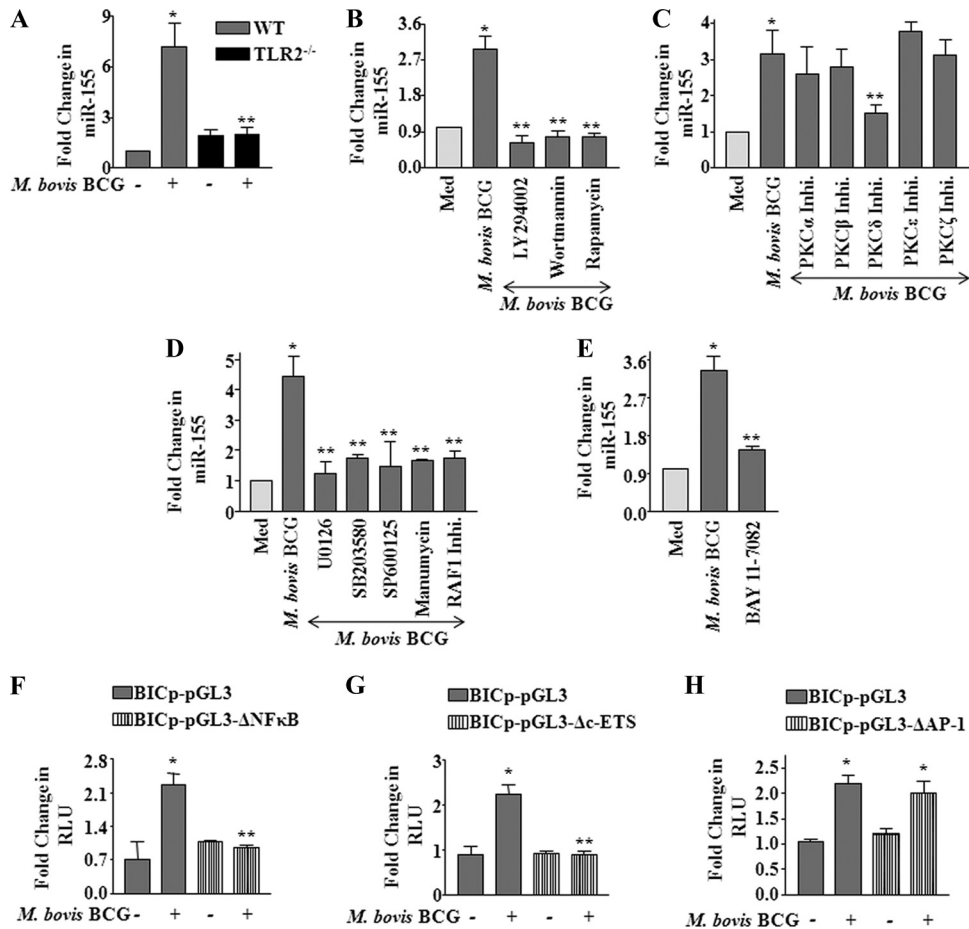 A
WT
TLR2-/-
Fold Change in
miR-155
9
6
3
0
*
**
M. bovis BCG - + - +
B
Fold Change in
miR-155
3.6
2.7
1.8
0.9
0.0
*
** ** **
Med
M. bovis BCG
LY294002
Wortmannin
Rapamycin
M. bovis BCG
C
Fold Change in
miR-155
4
3
2
1
0
*
**
Med
M. bovis BCG
PKCα Inhi.
PKCβ Inhi.
PKCδ Inhi.
PKCε Inhi.
PKCζ Inhi.
M. bovis BCG
D
Fold Change in
miR-155
5
4
3
2
1
0
*
** ** ** ** **
Med
M. bovis BCG
U0126
SB203580
SP600125
Manumycin
RAF1 Inhi.
M. bovis BCG
E
Fold Change in
miR-155
3.6
2.7
1.8
0.9
0.0
*
**
Med
M. bovis BCG
BAY 11-7082
F
BICp-pGL3
BICp-pGL3-ΔNFκB
Fold Change in
RLU
2.8
2.1
1.4
0.7
0.0
*
**
M. bovis BCG - + - +
G
BICp-pGL3
BICp-pGL3-Δc-ETS
Fold Change in
RLU
3
2
1
0
*
**
M. bovis BCG - + - +
H
BICp-pGL3
BICp-pGL3-ΔAP-1
Fold Change in
RLU
2.5
2.0
1.5
1.0
0.5
0.0
*
*
M. bovis BCG - + - +